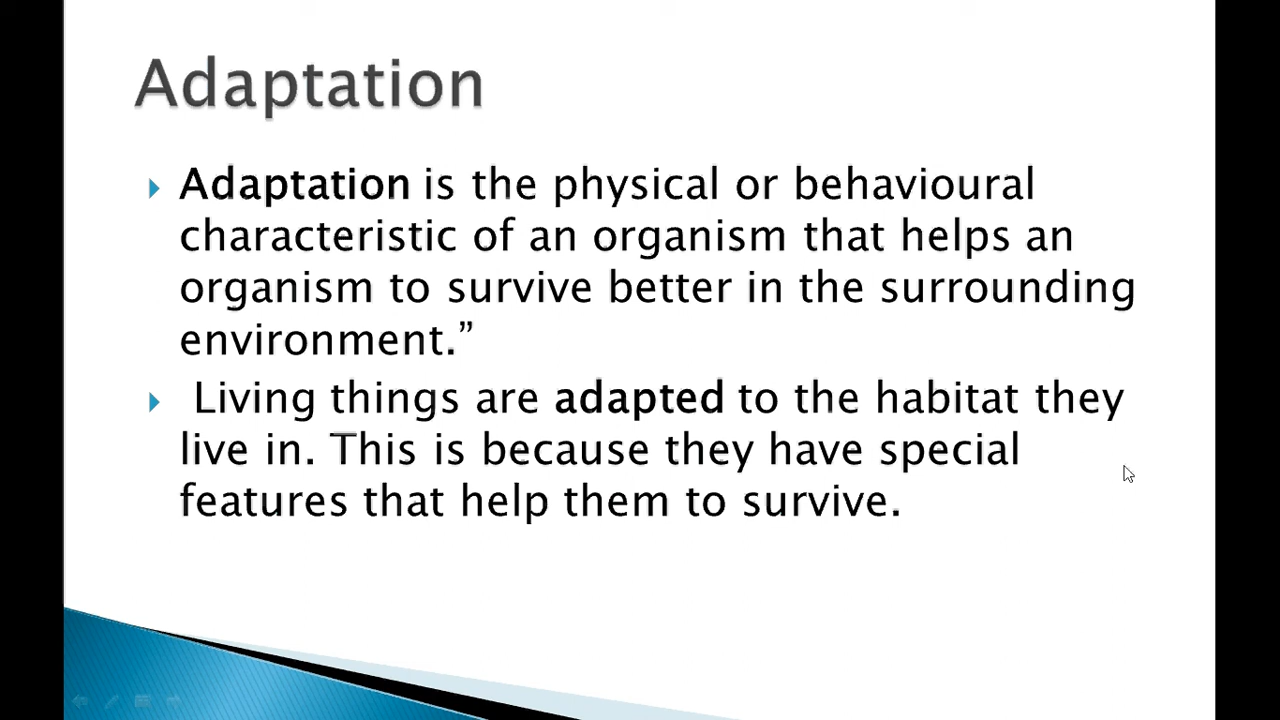 Adaptation
Adaptation is the physical or behavioural
characteristic of an organism that helps an
organism to survive better in the surrounding
environment.”
Living things are adapted to the habitat they
live in. This is because they have special
features that help them to survive.